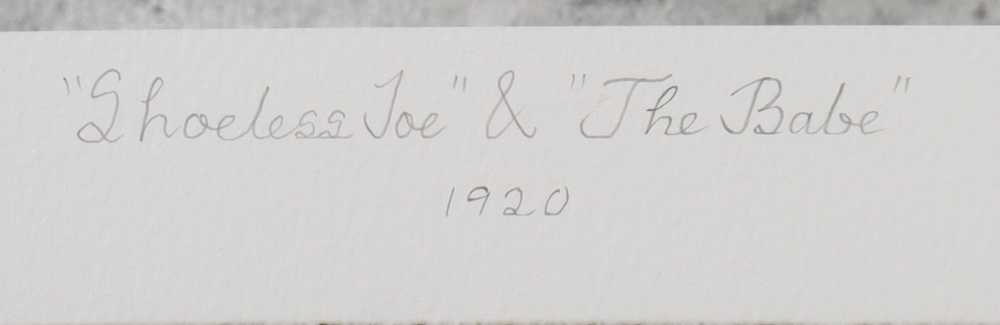 "Shoeless Joe" & "The Babe"
1920